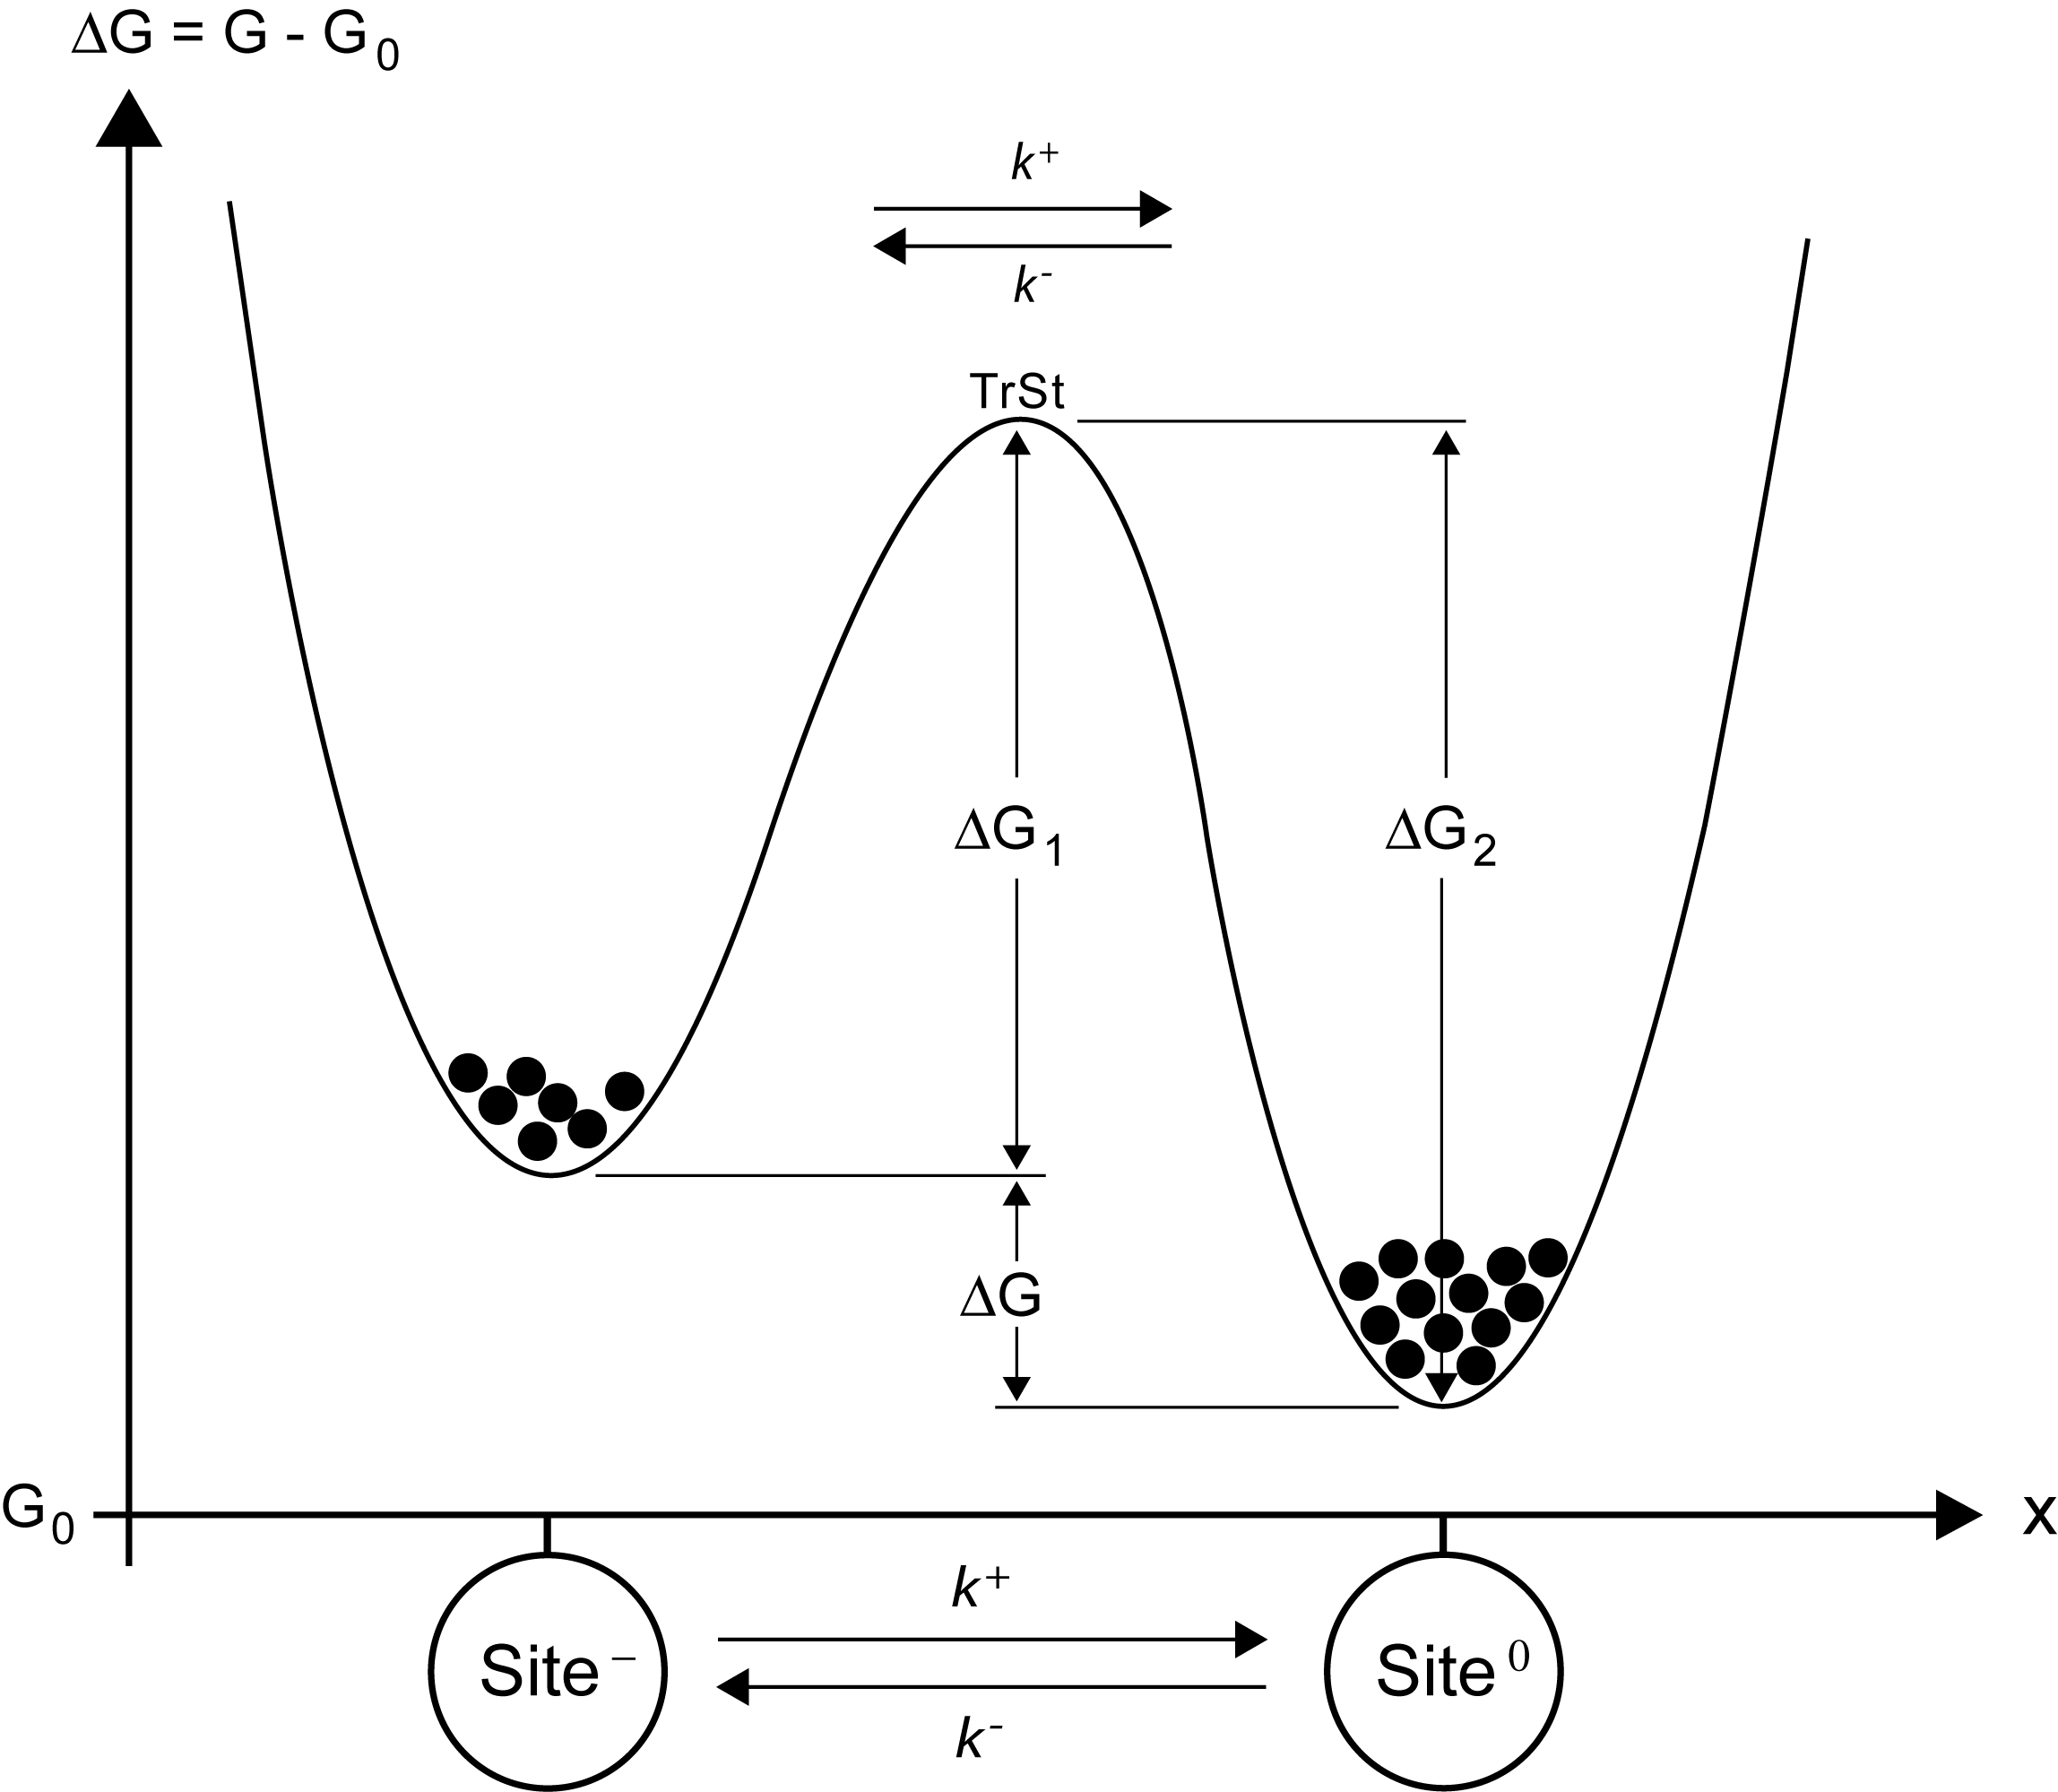 ΔG = G - G₀
k⁺
k⁻
TrSt
ΔG₁ ΔG₂
ΔG
G₀ x
k⁺
Site⁻ Site⁰
k⁻